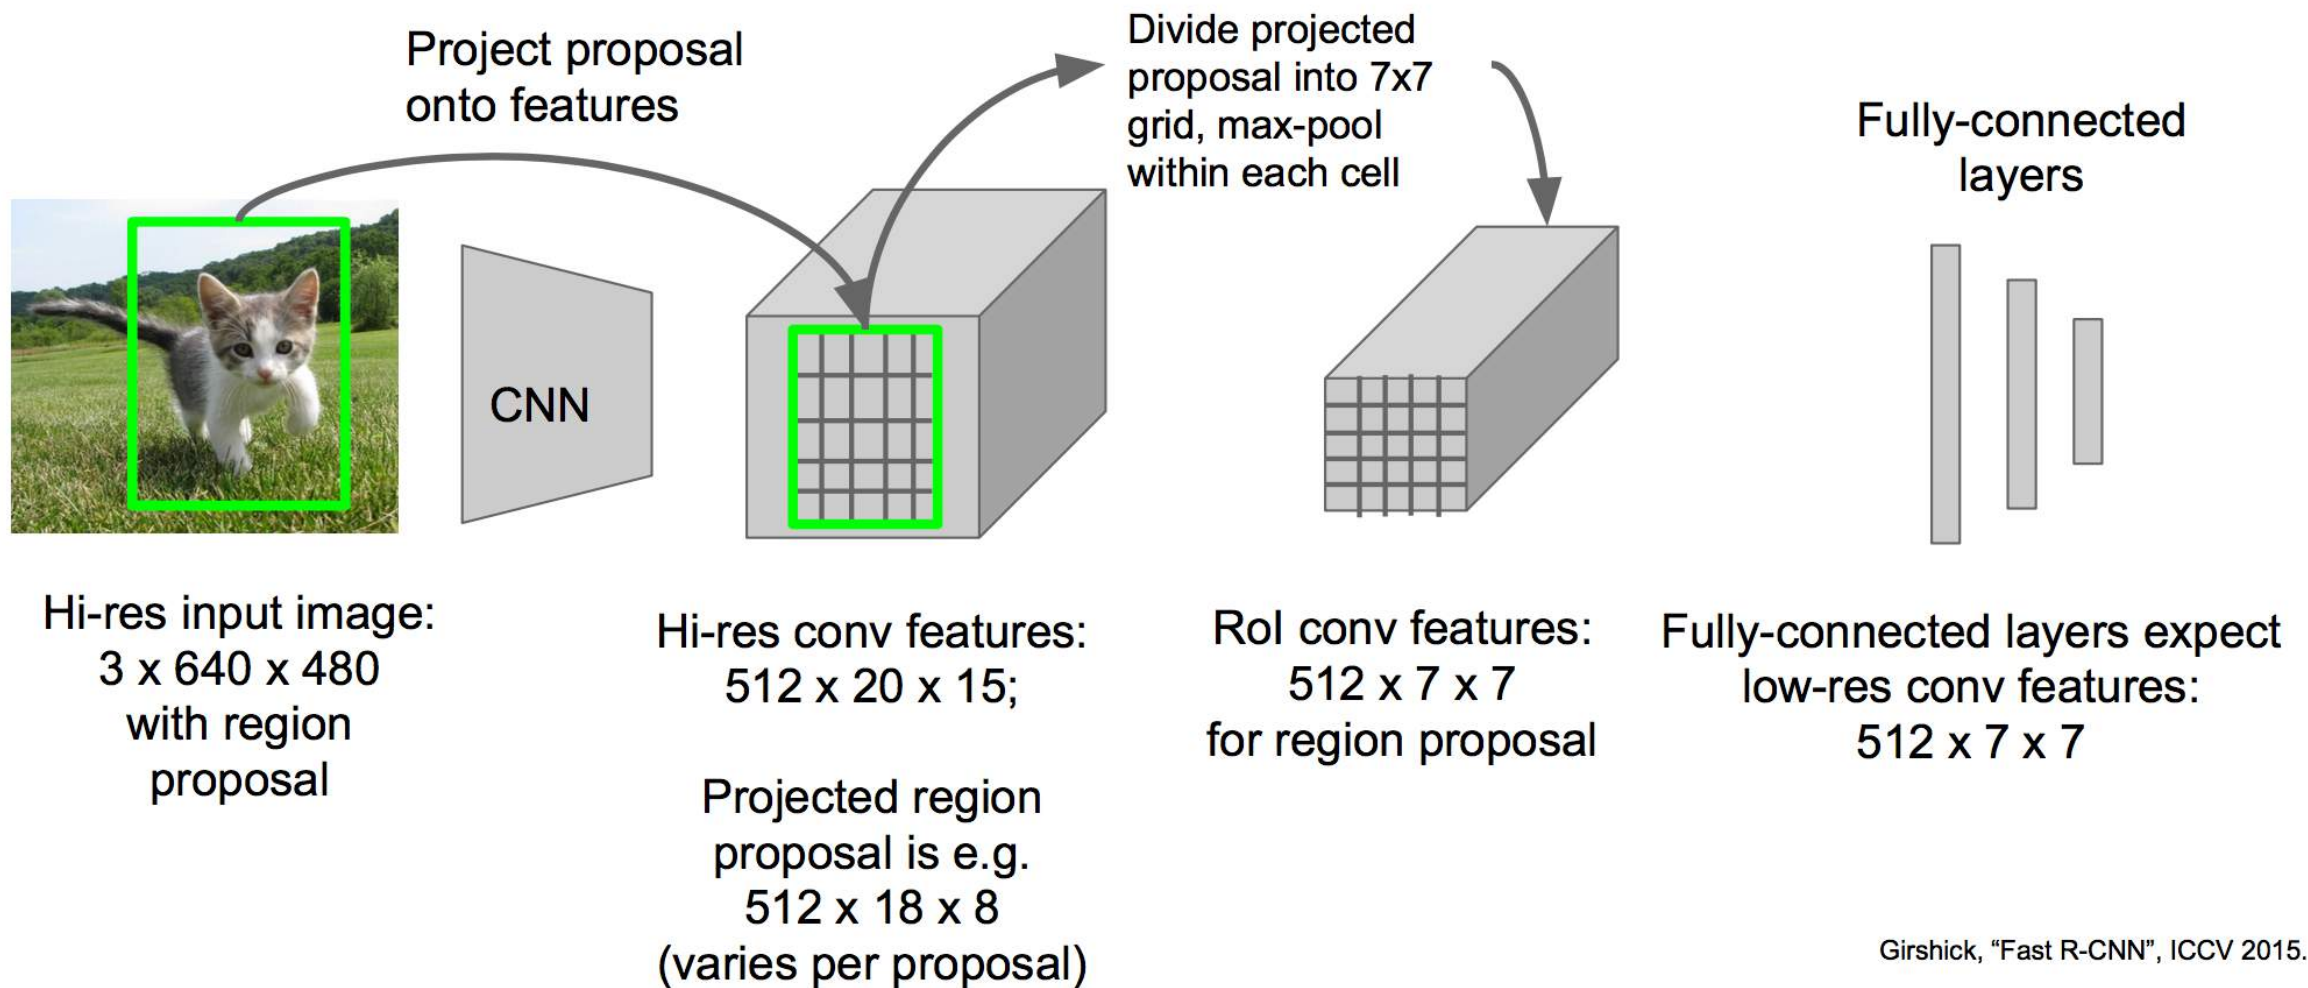 Project proposal
onto features
Divide projected
proposal into 7x7
grid, max-pool
within each cell
Fully-connected
layers
CNN
Hi-res input image:
3 x 640 x 480
with region
proposal
Hi-res conv features:
512 x 20 x 15;
Projected region
proposal is e.g.
512 x 18 x 8
(varies per proposal)
RoI conv features:
512 x 7 x 7
for region proposal
Fully-connected layers expect
low-res conv features:
512 x 7 x 7
Girshick, “Fast R-CNN”, ICCV 2015.